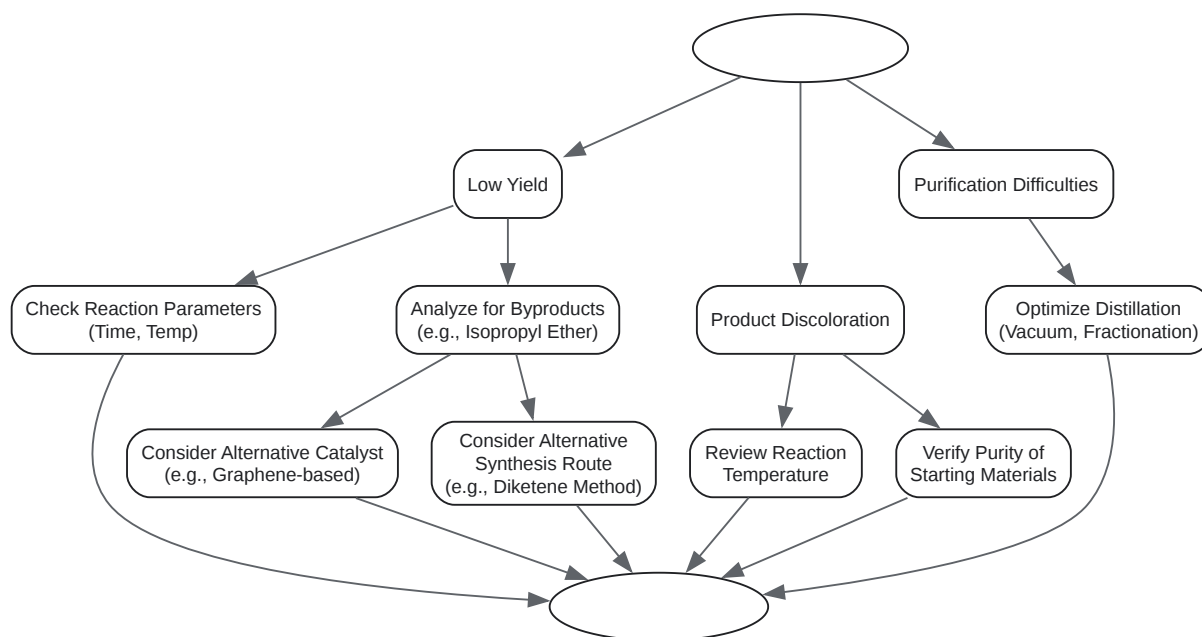 Low Yield
Purification Difficulties
Check Reaction Parameters
(Time, Temp)
Analyze for Byproducts
(e.g., Isopropyl Ether)
Product Discoloration
Optimize Distillation
(Vacuum, Fractionation)
Consider Alternative Catalyst
(e.g., Graphene-based)
Consider Alternative
Synthesis Route
(e.g., Diketene Method)
Review Reaction
Temperature
Verify Purity of
Starting Materials